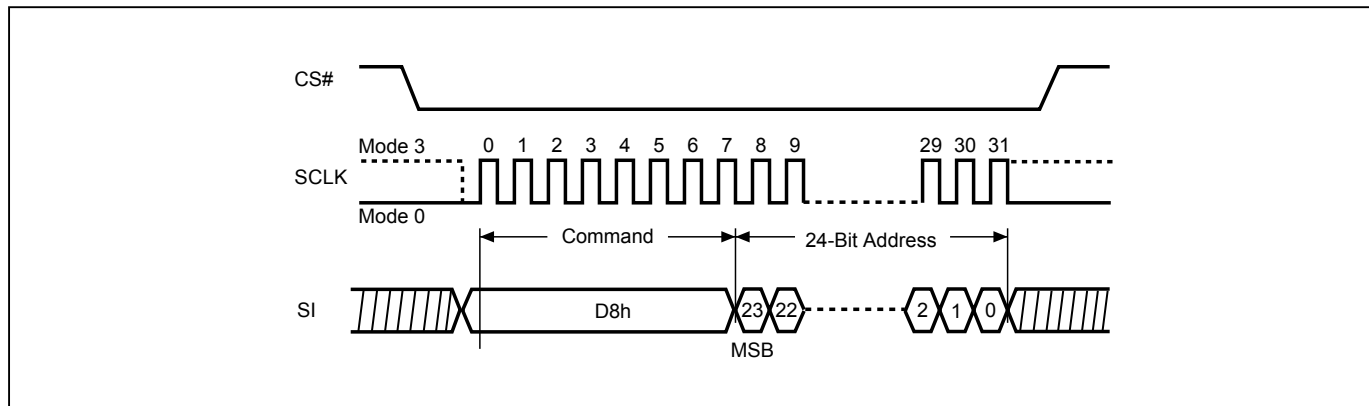 CS#
Mode 3
0 1 2 3 4 5 6 7 8 9 29 30 31
SCLK
Mode 0
Command 24-Bit Address
SI D8h 23 22 2 1 0
MSB